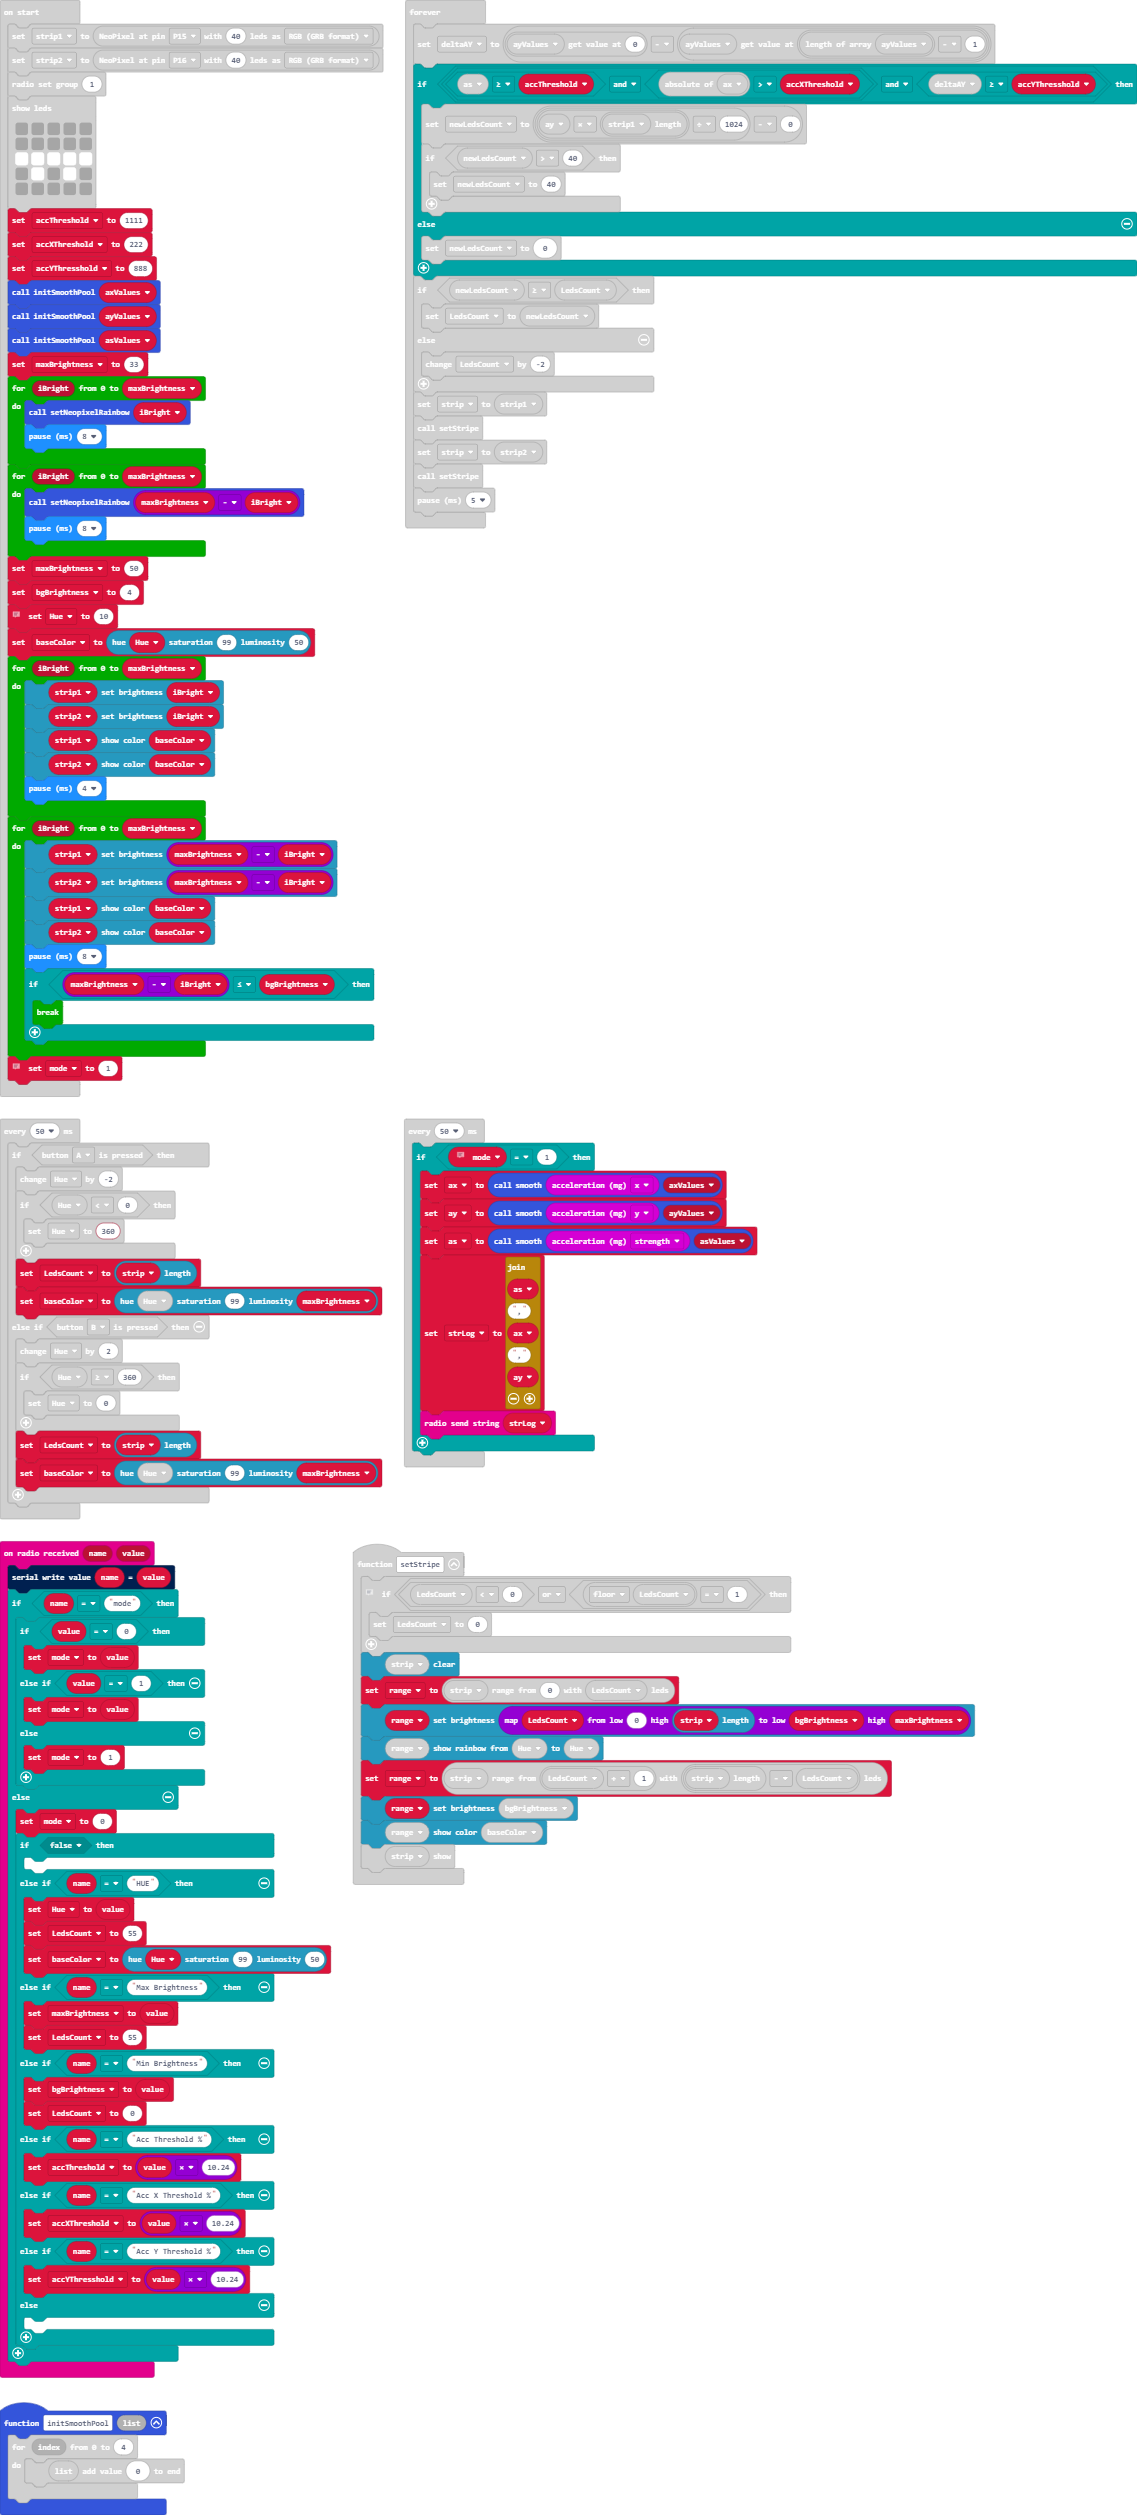 on start
set strip1 to NeoPixel at pin P15 with 40 leds as RGB (GRB format)
set strip2 to NeoPixel at pin P16 with 40 leds as RGB (GRB format)
radio set group 1
show leds
set accThreshold to 1111
set accXThreshold to 222
set accYThresshold to 888
call initSmoothPool axValues
call initSmoothPool ayValues
call initSmoothPool asValues
set maxBrightness to 33
for iBright from 0 to maxBrightness
do call setNeopixelRainbow iBright
pause (ms) 8
for iBright from 0 to maxBrightness
do call setNeopixelRainbow maxBrightness - iBright
pause (ms) 8
set maxBrightness to 50
set bgBrightness to 4
set Hue to 10
set baseColor to hue Hue saturation 99 luminosity 50
for iBright from 0 to maxBrightness
do strip1 set brightness iBright
strip2 set brightness iBright
strip1 show color baseColor
strip2 show color baseColor
pause (ms) 4
for iBright from 0 to maxBrightness
do strip1 set brightness maxBrightness - iBright
strip2 set brightness maxBrightness - iBright
strip1 show color baseColor
strip2 show color baseColor
pause (ms) 8
if maxBrightness - iBright ≤ bgBrightness then
break
set mode to 1
forever
set deltaAY to ayValues get value at 0 - ayValues get value at length of array ayValues - 1
if as ≥ accThreshold and absolute of ax > accXThreshold and deltaAY ≥ accYThresshold then
set newLedsCount to ay × strip1 length ÷ 1024 - 0
if newLedsCount > 40 then
set newLedsCount to 40
else
set newLedsCount to 0
if newLedsCount ≥ LedsCount then
set LedsCount to newLedsCount
else
change LedsCount by -2
set strip to strip1
call setStripe
set strip to strip2
call setStripe
pause (ms) 5
every 50 ms
if button A is pressed then
change Hue by -2
if Hue < 0 then
set Hue to 360
set LedsCount to strip length
set baseColor to hue Hue saturation 99 luminosity maxBrightness
else if button B is pressed then
change Hue by 2
if Hue ≥ 360 then
set Hue to 0
set LedsCount to strip length
set baseColor to hue Hue saturation 99 luminosity maxBrightness
every 50 ms
if mode = 1 then
set ax to call smooth acceleration (mg) x axValues
set ay to call smooth acceleration (mg) y ayValues
set as to call smooth acceleration (mg) strength asValues
set strLog to join as "," ax "," ay
radio send string strLog
on radio received name value
serial write value name = value
if name = "mode" then
if value = 0 then
set mode to value
else if value = 1 then
set mode to value
else
set mode to 1
else
set mode to 0
if false then
else if name = "HUE" then
set Hue to value
set LedsCount to 55
set baseColor to hue Hue saturation 99 luminosity 50
else if name = "Max Brightness" then
set maxBrightness to value
set LedsCount to 55
else if name = "Min Brightness" then
set bgBrightness to value
set LedsCount to 0
else if name = "Acc Threshold %" then
set accThreshold to value × 10.24
else if name = "Acc X Threshold %" then
set accXThreshold to value × 10.24
else if name = "Acc Y Threshold %" then
set accYThresshold to value × 10.24
else
function setStripe
if LedsCount < 0 or floor LedsCount = 1 then
set LedsCount to 0
strip clear
set range to strip range from 0 with LedsCount leds
range set brightness map LedsCount from low 0 high strip length to low bgBrightness high maxBrightness
range show rainbow from Hue to Hue
set range to strip range from LedsCount + 1 with strip length - LedsCount leds
range set brightness bgBrightness
range show color baseColor
strip show
function initSmoothPool list
for index from 0 to 4
do list add value 0 to end